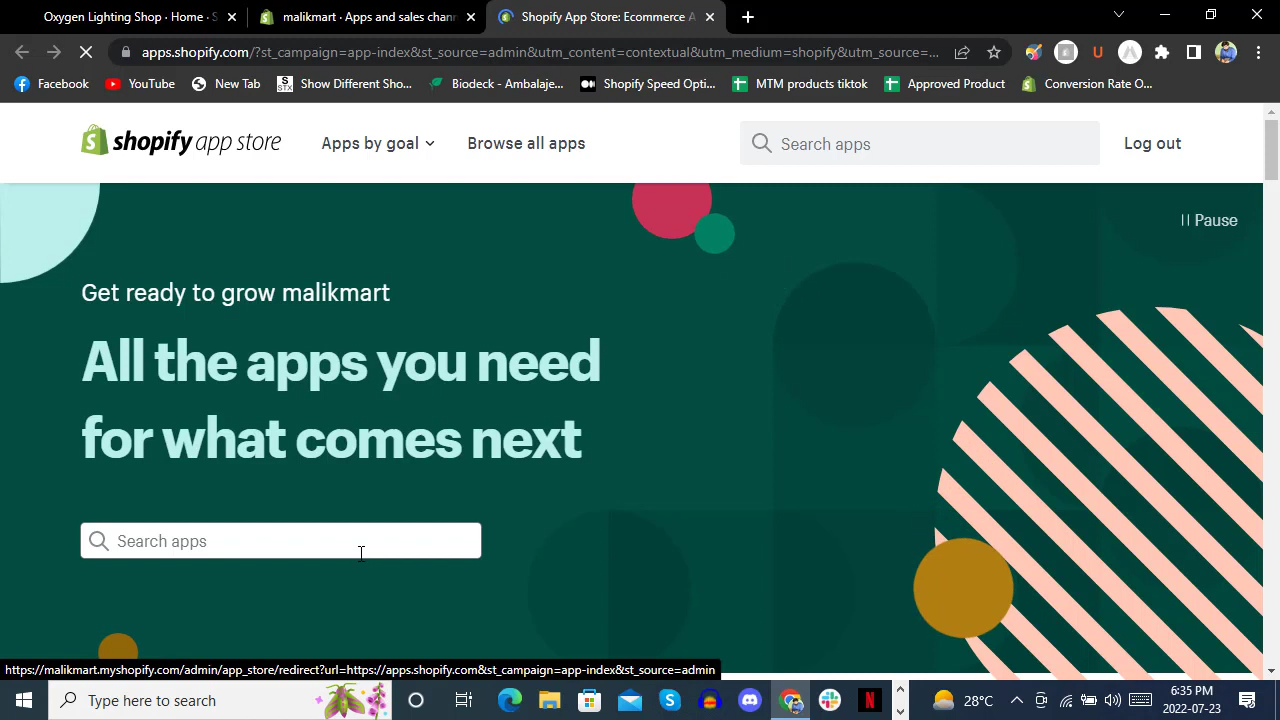 Oxygen Lighting Shop · Home · S
malikmart · Apps and sales chann
Shopify App Store: Ecommerce A
apps.shopify.com/?st_campaign=app-index&st_source=admin&utm_content=contextual&utm_medium=shopify&utm_source=...
Facebook
YouTube
New Tab
STX
Show Different Sho...
Biodeck - Ambalaje...
Shopify Speed Opti...
MTM products tiktok
Approved Product
Conversion Rate O...
shopify app store
Apps by goal
Browse all apps
Search apps
Log out
Pause
Get ready to grow malikmart
All the apps you need
for what comes next
Search apps
https://malikmart.myshopify.com/admin/app_store/redirect?url=https://apps.shopify.com&st_campaign=app-index&st_source=admin
Type here to search
28°C
6:35 PM
2022-07-23